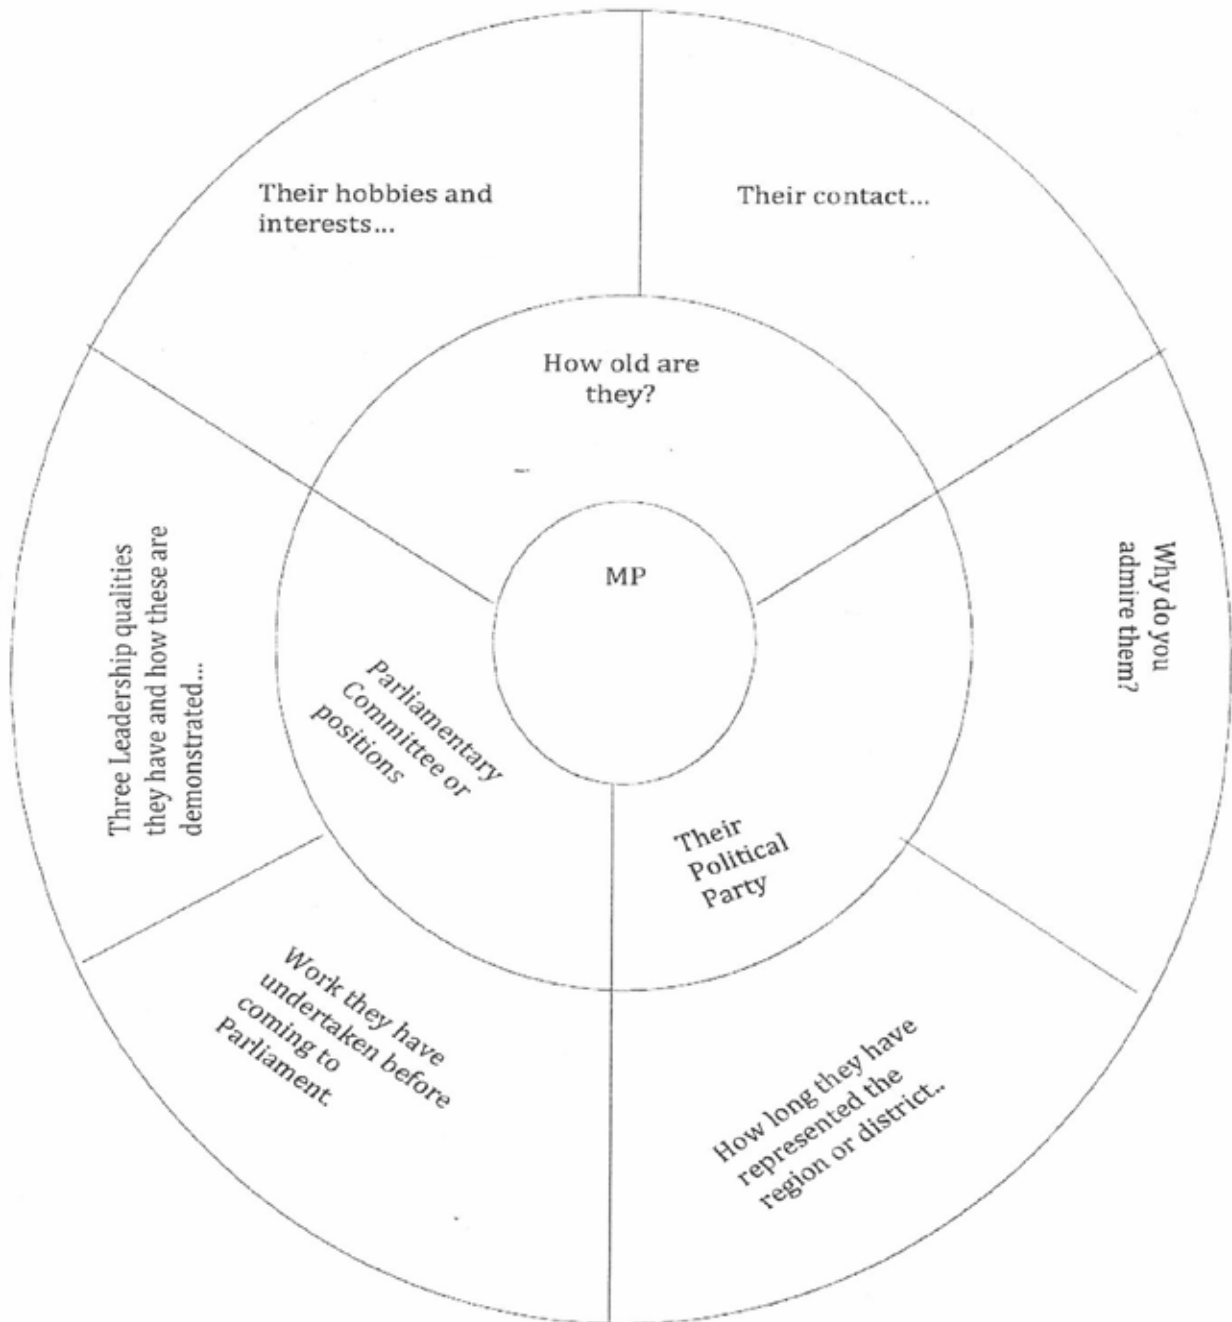 Their hobbies and
interests...
Their contact...
How old are
they?
MP
Why do you
admire them?
Three Leadership qualities
they have and how these are
demonstrated...
Parliamentary
Committee or
positions
Their
Political
Party
Work they have
undertaken before
coming to
Parliament.
How long they have
represented the
region or district..